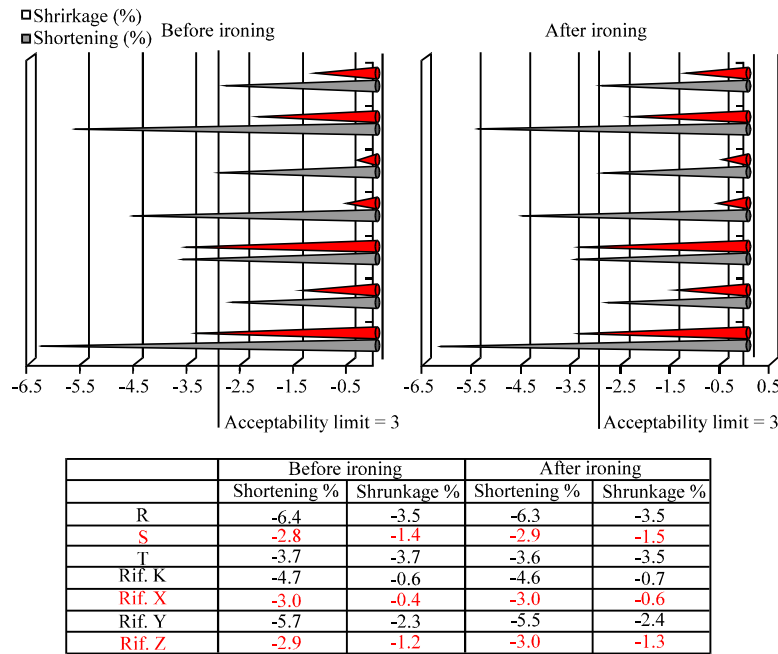 Shrirkage (%)
Shortening (%)
Before ironing
After ironing
-6.5 -5.5 -4.5 -3.5 -2.5 -1.5 -0.5
-6.5 -5.5 -4.5 -3.5 -2.5 -1.5 -0.5 0.5
Acceptability limit = 3
Acceptability limit = 3
Before ironing After ironing
Shortening % Shrunkage % Shortening % Shrunkage %
R -6.4 -3.5 -6.3 -3.5
S -2.8 -1.4 -2.9 -1.5
T -3.7 -3.7 -3.6 -3.5
Rif. K -4.7 -0.6 -4.6 -0.7
Rif. X -3.0 -0.4 -3.0 -0.6
Rif. Y -5.7 -2.3 -5.5 -2.4
Rif. Z -2.9 -1.2 -3.0 -1.3